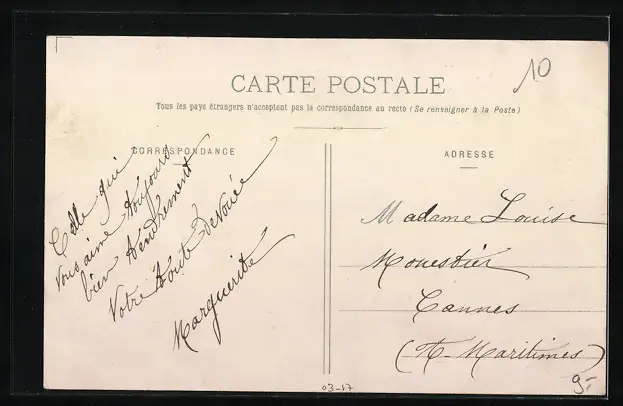 10
CARTE POSTALE
Tous les pays étrangers n'acceptent pas la correspondance au recto (Se renseigner à la Poste)
CORRESPONDANCE
Celle qui
vous aime toujours
bien tendrement
Votre toute Dévouée
Marguerite
ADRESSE
Madame Louise
Monestier
Cannes
(A- Maritimes)
9,-
03-17